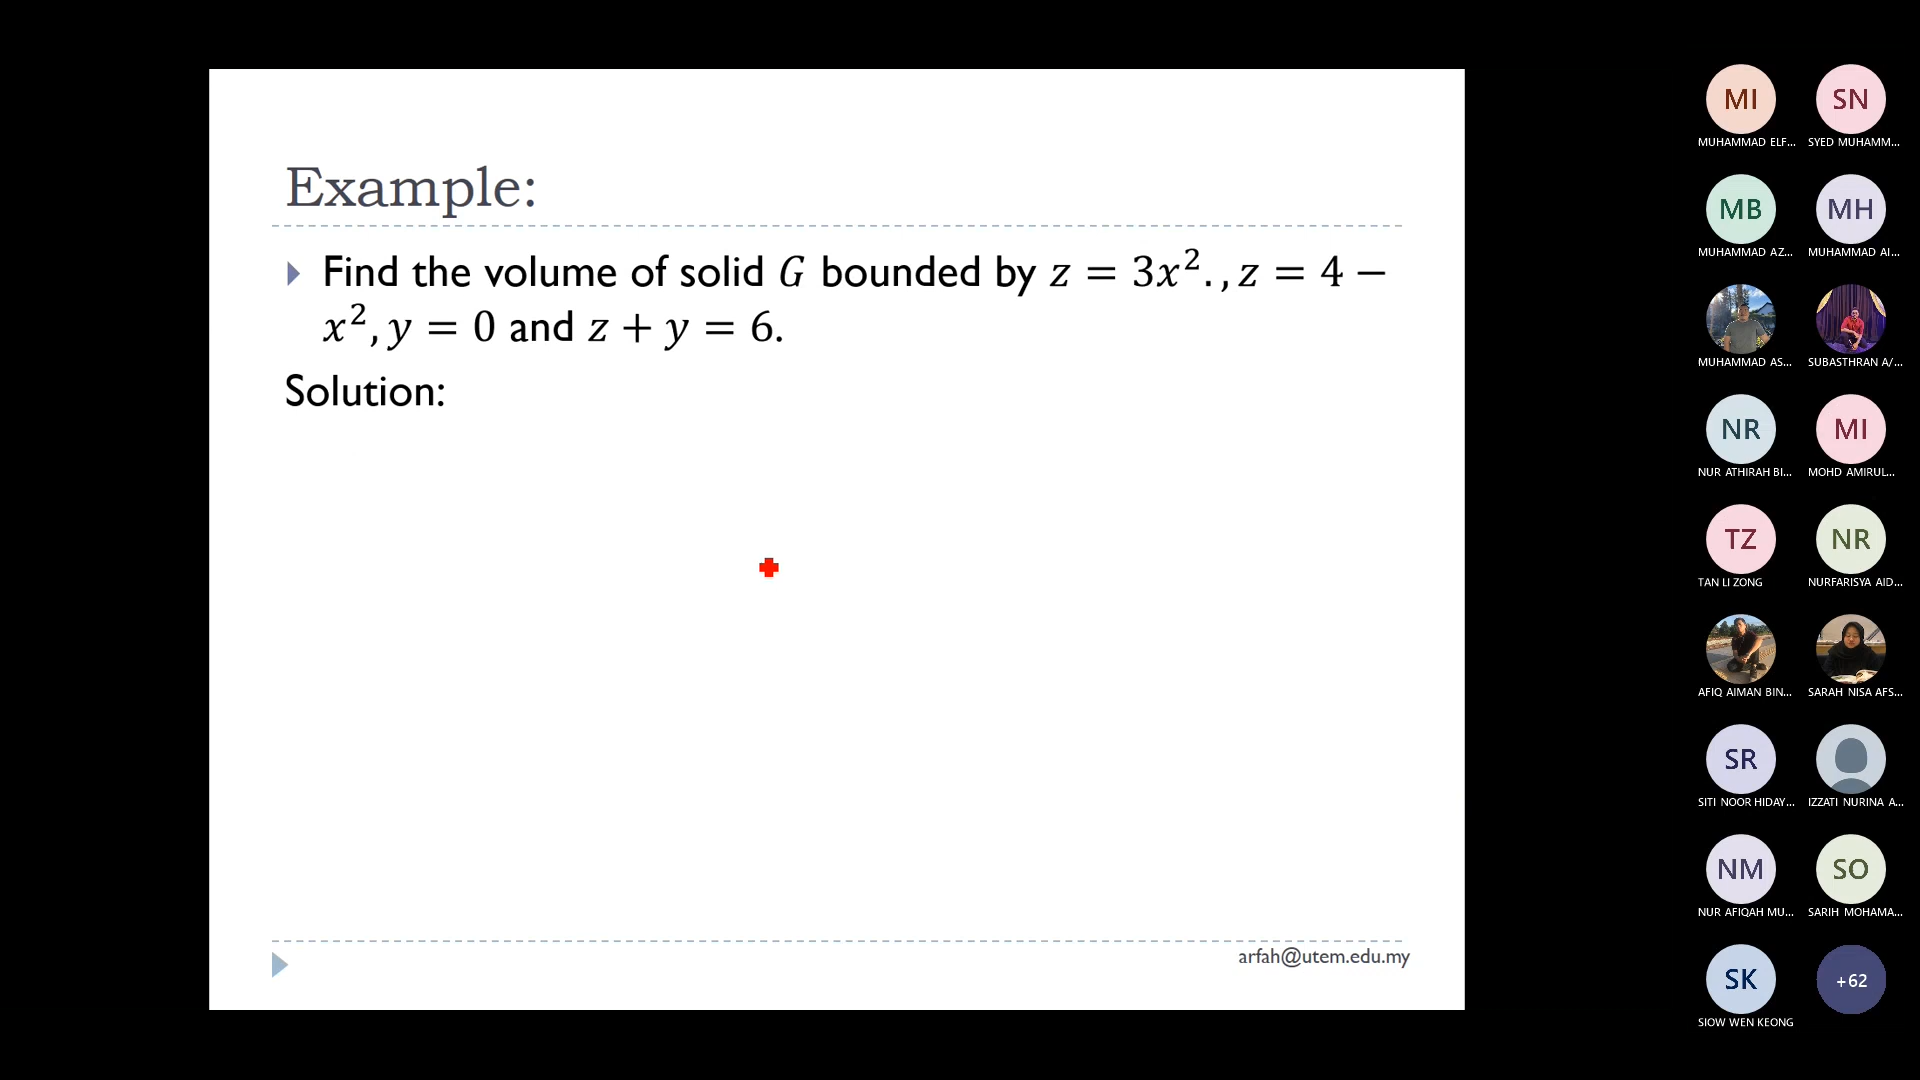 Example:
Find the volume of solid G bounded by z = 3x²., z = 4 −
x², y = 0 and z + y = 6.
Solution:
arfah@utem.edu.my
MI
MUHAMMAD ELF...
SN
SYED MUHAMM...
MB
MUHAMMAD AZ...
MH
MUHAMMAD AI...
MUHAMMAD AS...
SUBASTHRAN A/...
NR
NUR ATHIRAH BI...
MI
MOHD AMIRUL...
TZ
TAN LI ZONG
NR
NURFARISYA AID...
AFIQ AIMAN BIN...
SARAH NISA AFS...
SR
SITI NOOR HIDAY...
IZZATI NURINA A...
NM
NUR AFIQAH MU...
SO
SARIH MOHAMA...
SK
SIOW WEN KEONG
+62